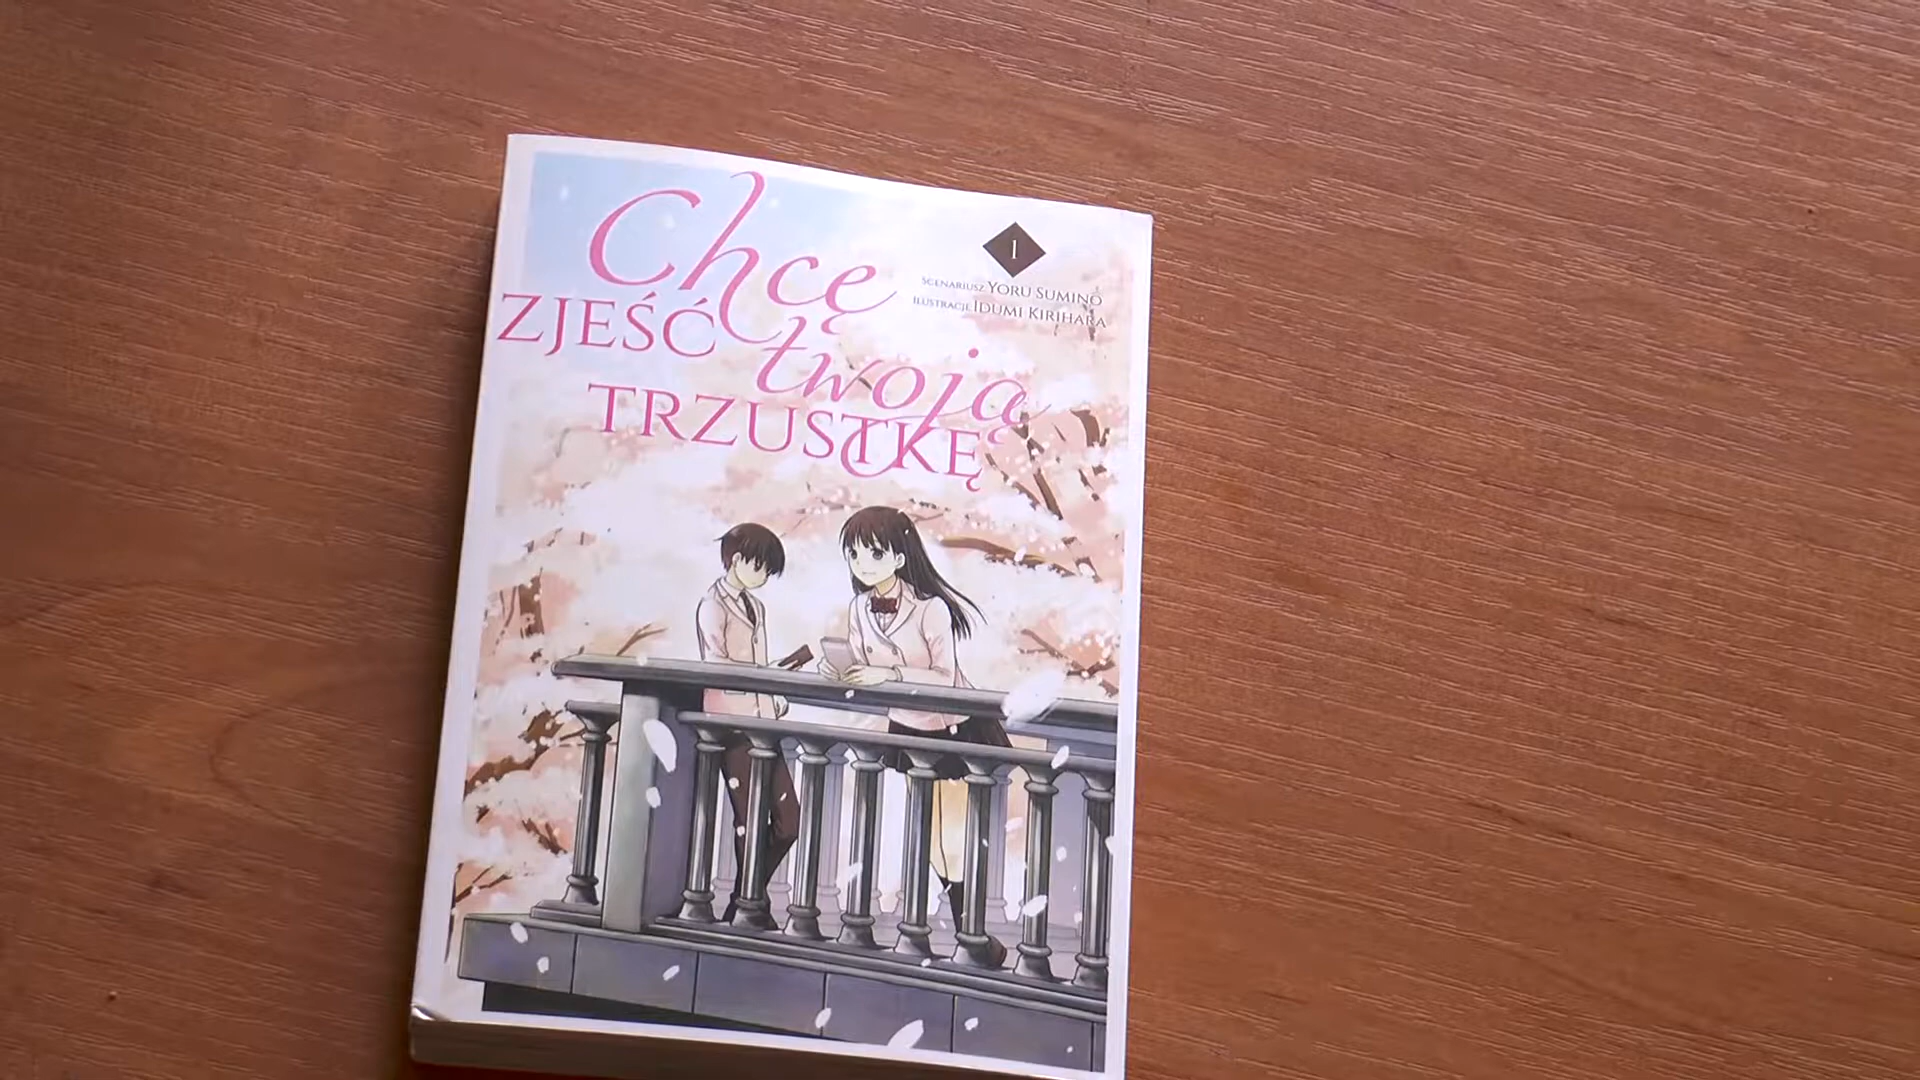 Chcę
ZJEŚĆ twoją
TRZUSTKĘ
1
SCENARIUSZ YORU SUMINO
ILUSTRACJE IDUMI KIRIHARA